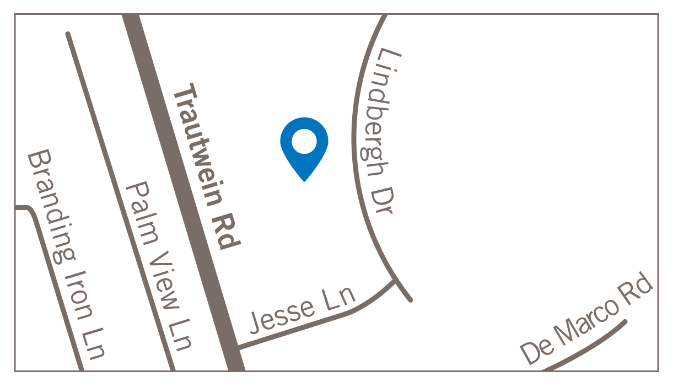 Lindbergh Dr
Trautwein Rd
Branding Iron Ln
Palm View Ln
Jesse Ln
De Marco Rd